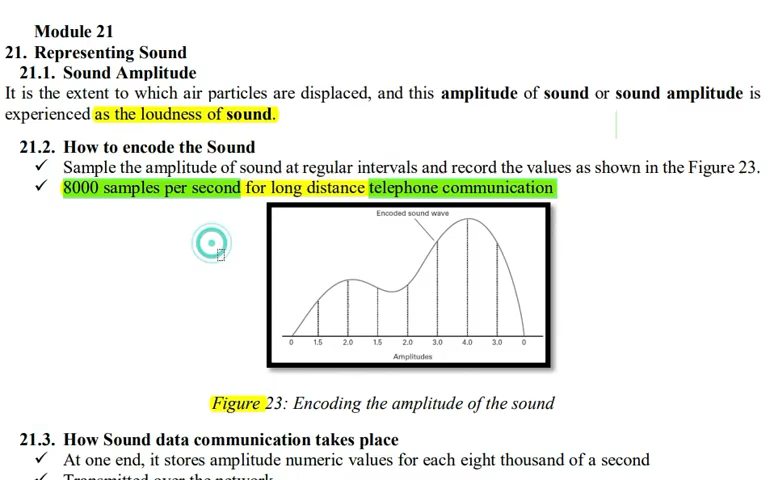 Module 21
21. Representing Sound
21.1. Sound Amplitude
It is the extent to which air particles are displaced, and this amplitude of sound or sound amplitude is
experienced as the loudness of sound.
21.2. How to encode the Sound
✓ Sample the amplitude of sound at regular intervals and record the values as shown in the Figure 23.
✓ 8000 samples per second for long distance telephone communication
Encoded sound wave
0 1.5 2.0 1.5 2.0 3.0 4.0 3.0 0
Amplitudes
Figure 23: Encoding the amplitude of the sound
21.3. How Sound data communication takes place
✓ At one end, it stores amplitude numeric values for each eight thousand of a second
✓ Transmitted over the network